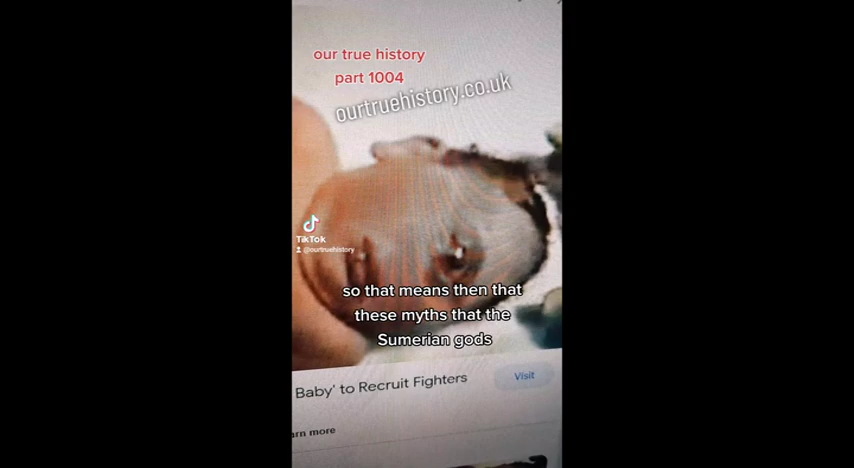 our true history
part 1004
ourtruehistory.co.uk
TikTok
@ourtruehistory
so that means then that
these myths that the
Sumerian gods
Baby' to Recruit Fighters
Visit
arn more